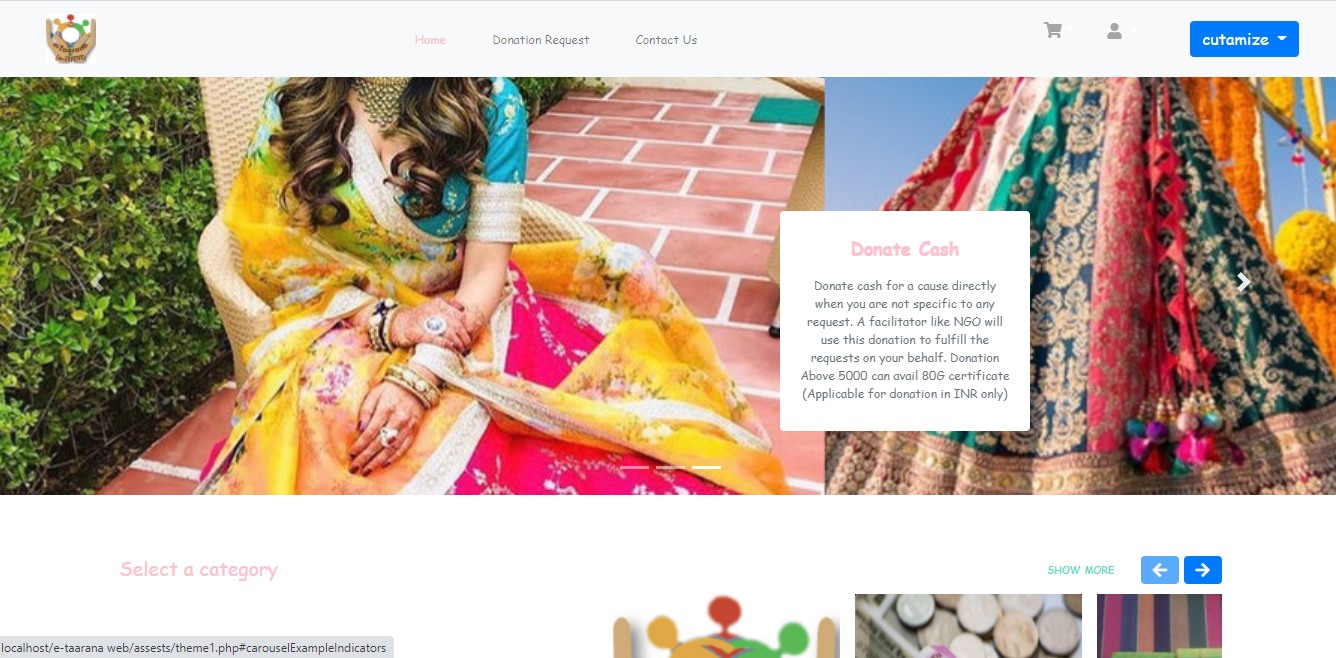 Home
Donation Request
Contact Us
cutamize
Donate Cash
Donate cash for a cause directly
when you are not specific to any
request. A facilitator like NGO will
use this donation to fulfill the
requests on your behalf. Donation
Above 5000 can avail 80G certificate
(Applicable for donation in INR only)
Select a category
SHOW MORE
localhost/e-taarana web/assests/theme1.php#carouselExampleIndicators